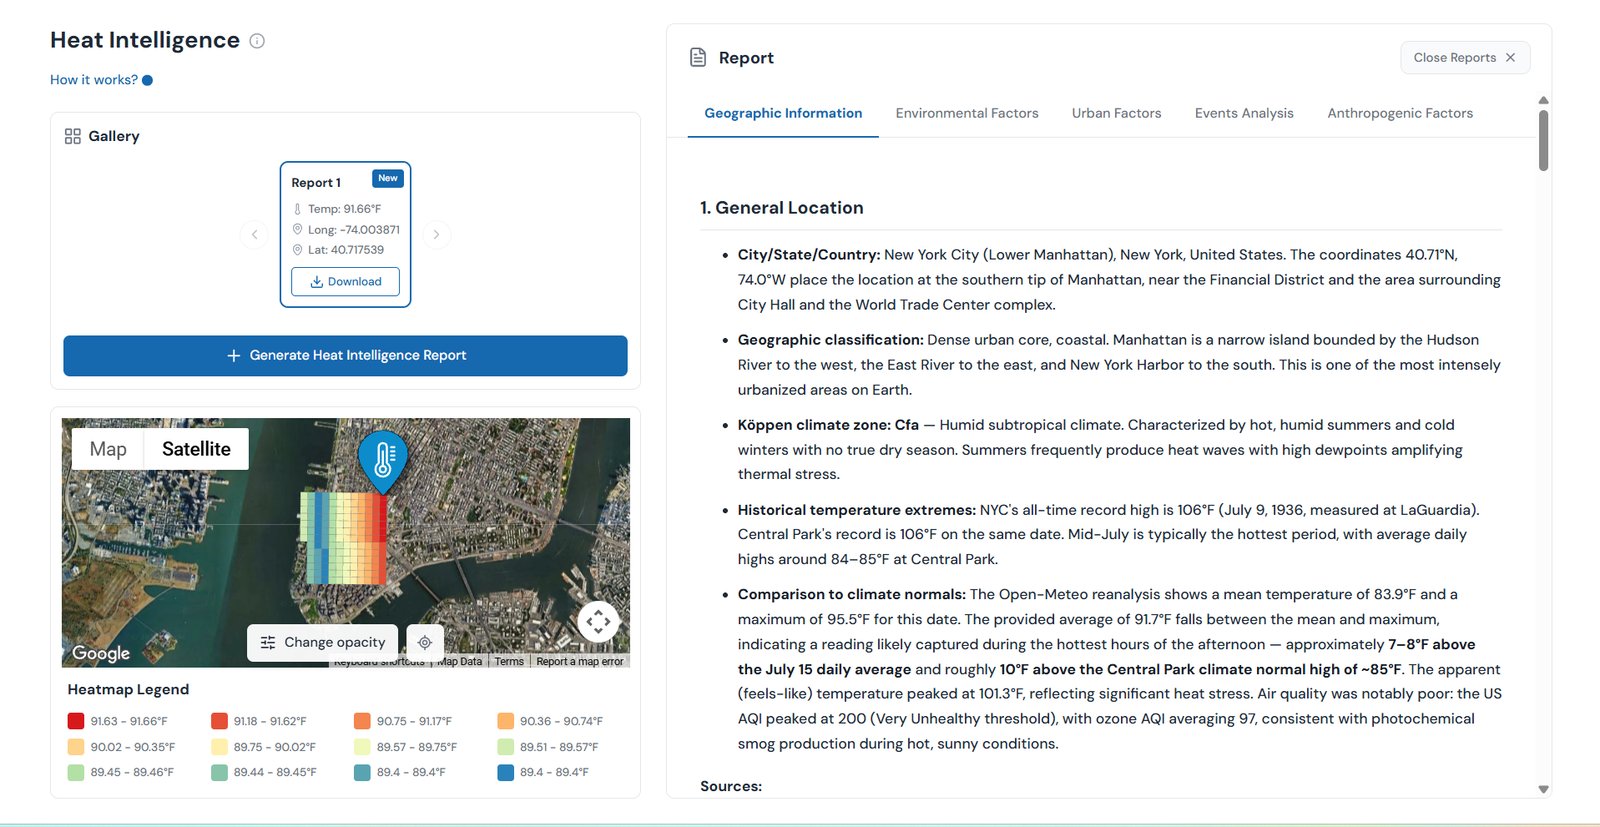 Heat Intelligence
How it works?
Gallery
Report 1
New
Temp: 91.66°F
Long: -74.003871
Lat: 40.717539
Download
Generate Heat Intelligence Report
Map
Satellite
Change opacity
Google
Keyboard shortcuts
Map Data
Terms
Report a map error
Heatmap Legend
91.63 - 91.66°F
91.18 - 91.62°F
90.75 - 91.17°F
90.36 - 90.74°F
90.02 - 90.35°F
89.75 - 90.02°F
89.57 - 89.75°F
89.51 - 89.57°F
89.45 - 89.46°F
89.44 - 89.45°F
89.4 - 89.4°F
89.4 - 89.4°F
Report
Close Reports
Geographic Information
Environmental Factors
Urban Factors
Events Analysis
Anthropogenic Factors
1. General Location
City/State/Country: New York City (Lower Manhattan), New York, United States. The coordinates 40.71°N,
74.0°W place the location at the southern tip of Manhattan, near the Financial District and the area surrounding
City Hall and the World Trade Center complex.
Geographic classification: Dense urban core, coastal. Manhattan is a narrow island bounded by the Hudson
River to the west, the East River to the east, and New York Harbor to the south. This is one of the most intensely
urbanized areas on Earth.
Köppen climate zone: Cfa — Humid subtropical climate. Characterized by hot, humid summers and cold
winters with no true dry season. Summers frequently produce heat waves with high dewpoints amplifying
thermal stress.
Historical temperature extremes: NYC's all-time record high is 106°F (July 9, 1936, measured at LaGuardia).
Central Park's record is 106°F on the same date. Mid-July is typically the hottest period, with average daily
highs around 84–85°F at Central Park.
Comparison to climate normals: The Open-Meteo reanalysis shows a mean temperature of 83.9°F and a
maximum of 95.5°F for this date. The provided average of 91.7°F falls between the mean and maximum,
indicating a reading likely captured during the hottest hours of the afternoon — approximately 7–8°F above
the July 15 daily average and roughly 10°F above the Central Park climate normal high of ~85°F. The apparent
(feels-like) temperature peaked at 101.3°F, reflecting significant heat stress. Air quality was notably poor: the US
AQI peaked at 200 (Very Unhealthy threshold), with ozone AQI averaging 97, consistent with photochemical
smog production during hot, sunny conditions.
Sources: